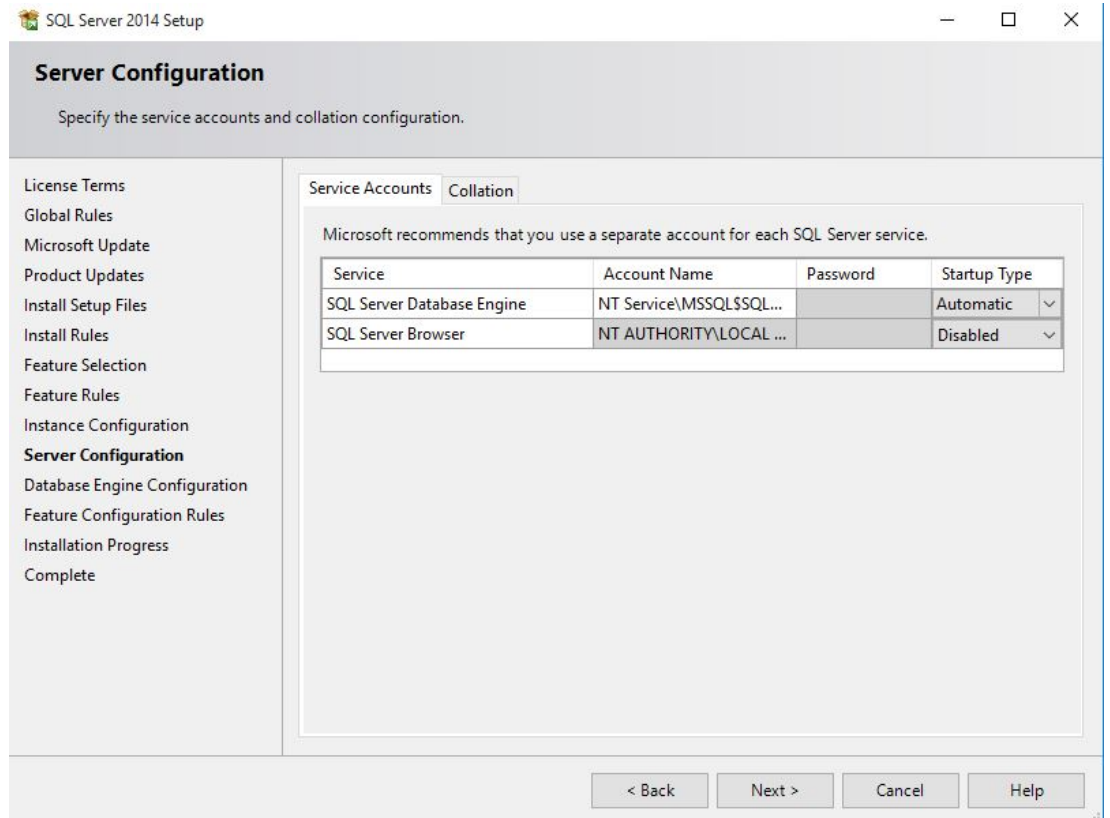 SQL Server 2014 Setup
Server Configuration
Specify the service accounts and collation configuration.
License Terms
Global Rules
Microsoft Update
Product Updates
Install Setup Files
Install Rules
Feature Selection
Feature Rules
Instance Configuration
Server Configuration
Database Engine Configuration
Feature Configuration Rules
Installation Progress
Complete
Service Accounts Collation
Microsoft recommends that you use a separate account for each SQL Server service.
Service Account Name Password Startup Type
SQL Server Database Engine NT Service\MSSQL$SQL... Automatic
SQL Server Browser NT AUTHORITY\LOCAL ... Disabled
< Back Next > Cancel Help